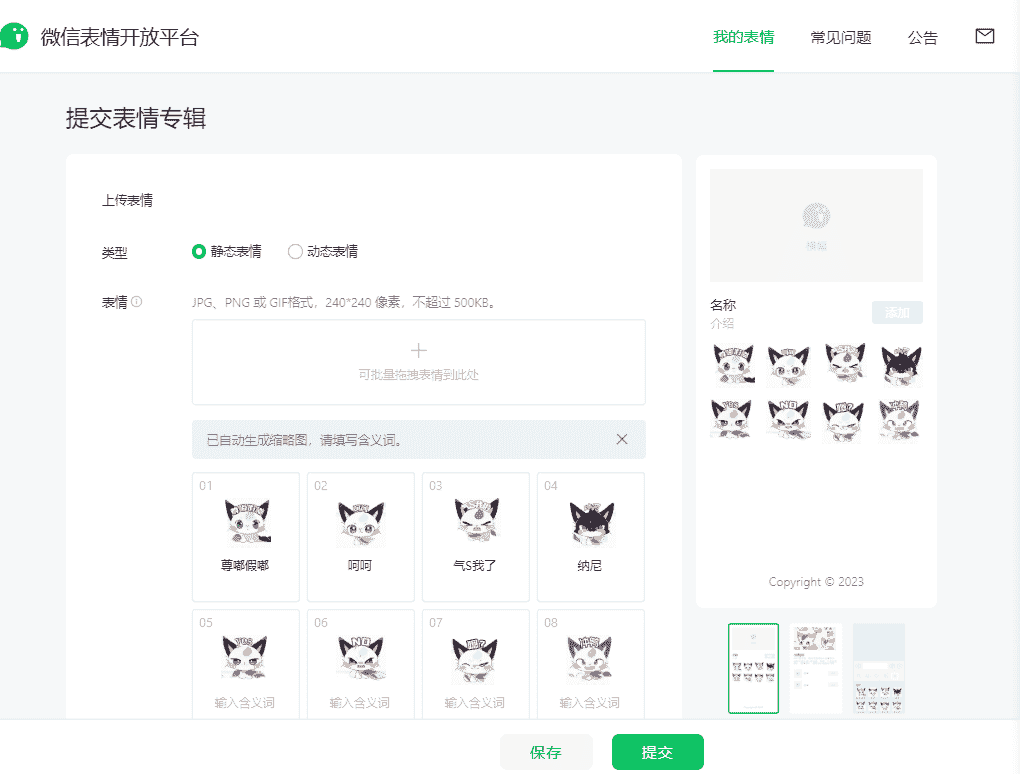 微信表情开放平台
我的表情 常见问题 公告
提交表情专辑
上传表情
类型 静态表情 动态表情
表情 JPG、PNG 或 GIF格式，240*240 像素，不超过 500KB。
可批量拖拽表情到此处
已自动生成缩略图，请填写含义词。
01 02 03 04
尊嘟假嘟 呵呵 气S我了 纳尼
05 06 07 08
YES NO
输入含义词 输入含义词 输入含义词 输入含义词
保存 提交
横幅
名称
添加
介绍
YES NO
Copyright © 2023